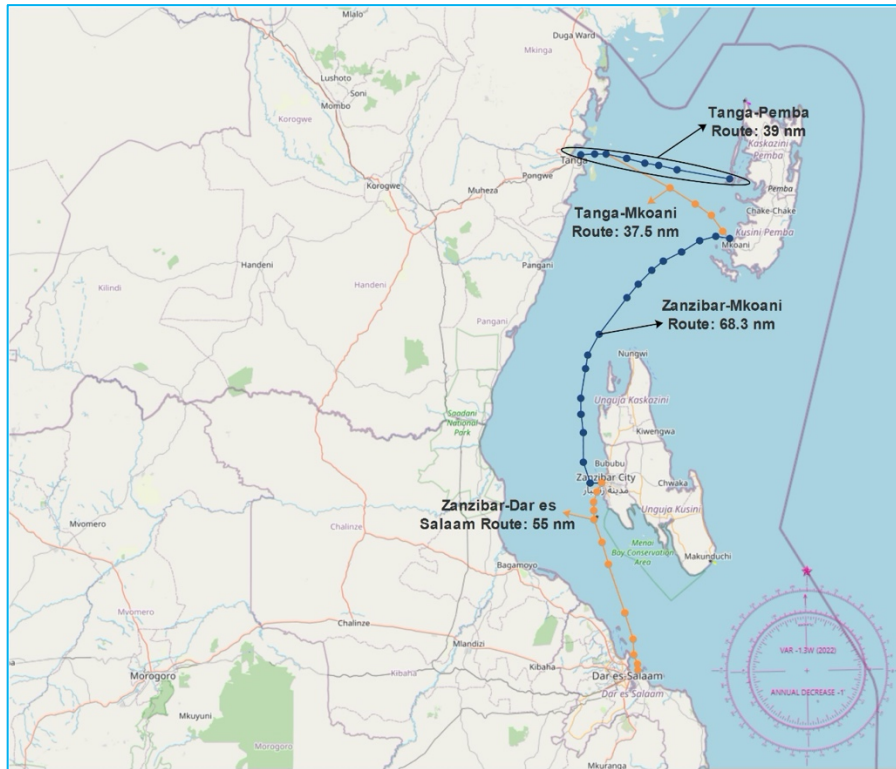 Duga Ward
Mlalo
Mkinga
Lushoto
Soni
Mombo
Korogwe
Tanga-Pemba
Route: 39 nm
Kaskazini
Pemba
Tanga
Pongwe
Korogwe
Muheza
Pemba
Chake-Chake
Tanga-Mkoani
Route: 37.5 nm
Kusini Pemba
Mkoani
Handeni
Pangani
Kilindi
Handeni
Zanzibar-Mkoani
Route: 68.3 nm
Pangani
Nungwi
Saadani
National
Park
Unguja Kaskazini
Kiwengwa
Bububu
Zanzibar City
مدينة زنجبار
Chwaka
Zanzibar-Dar es
Salaam Route: 55 nm
Unguja Kusini
Mvomero
Chalinze
Menai
Bay Conservation
Area
Makunduchi
Bagamoyo
Mvomero
Chalinze
Mlandizi
VAR -1.3W (2022)
Morogoro
Kibaha
Kibaha
Dar es-Salaam
Dar es Salaam
ANNUAL DECREASE -1'
Mkuyuni
Morogoro
Mkuranga